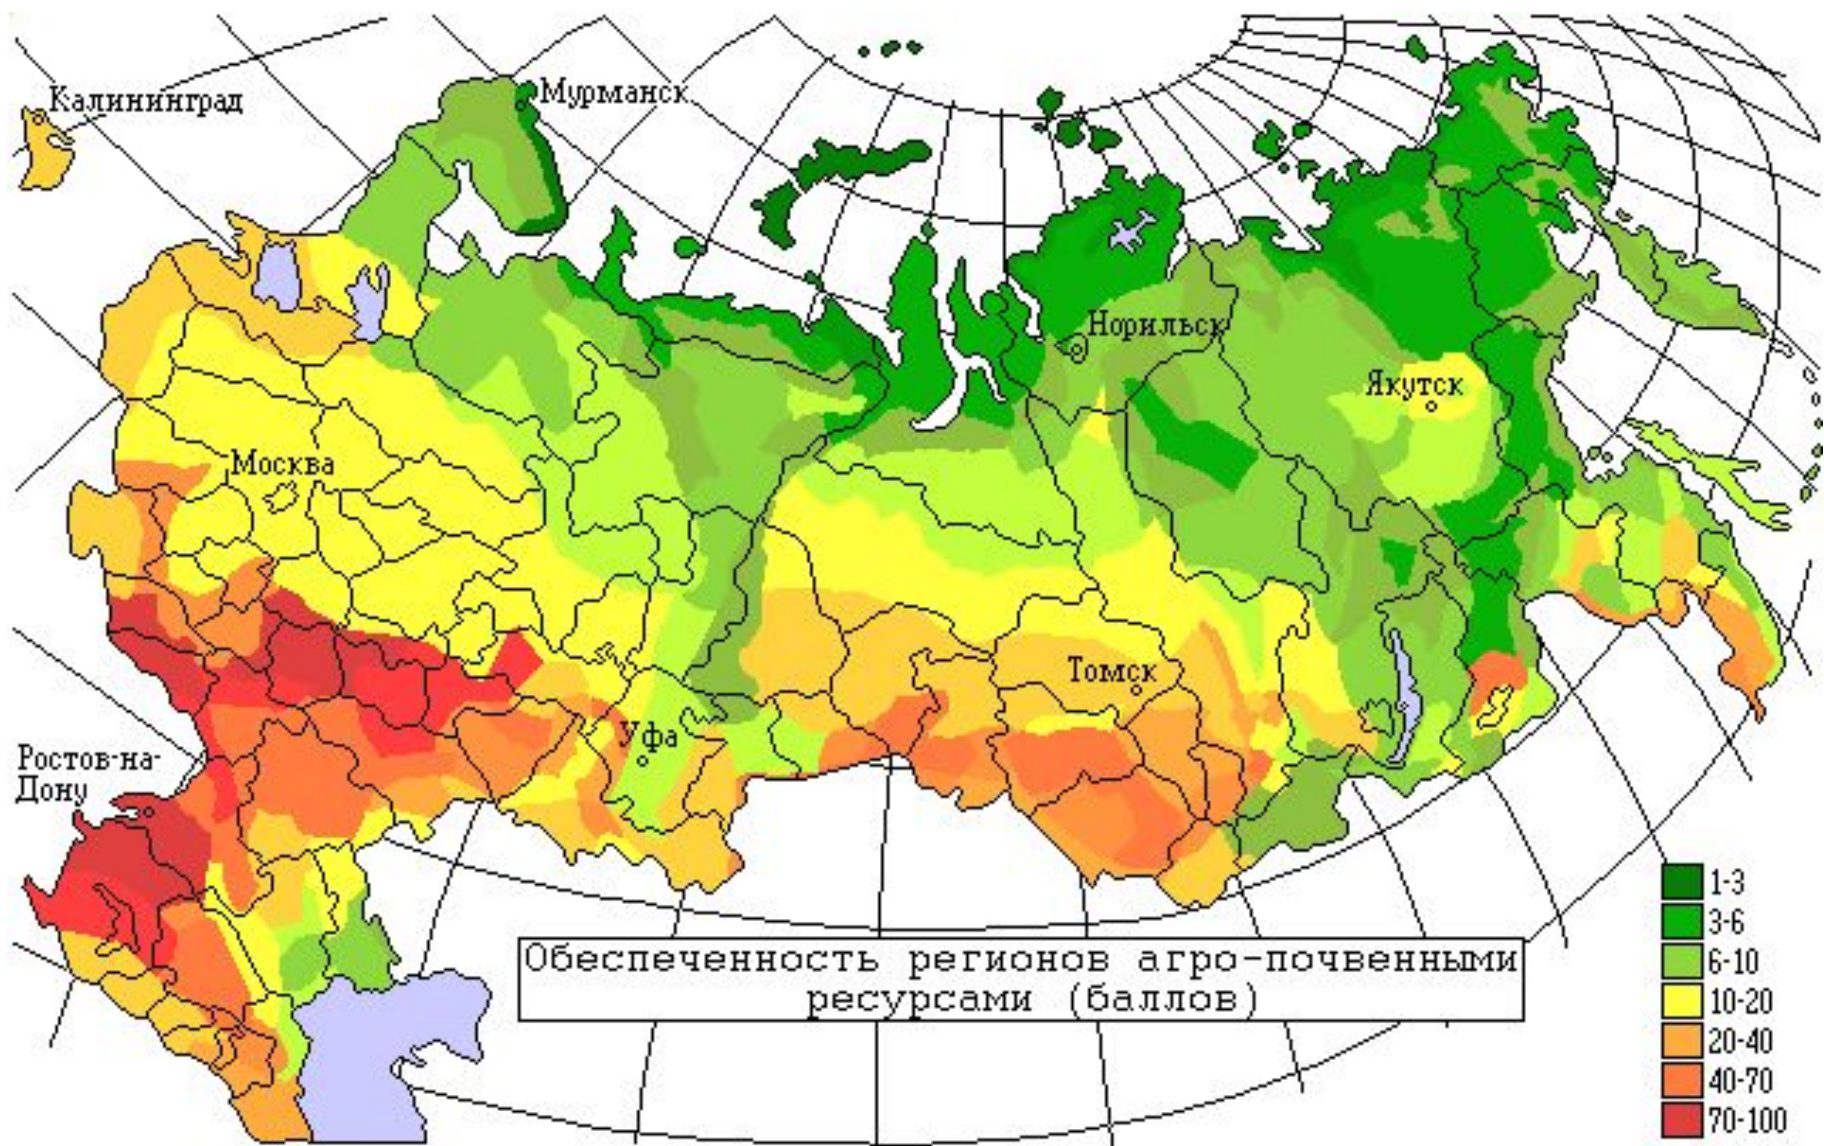 Калининград
Мурманск
Норильск
Якутск
Москва
Томск
Уфа
Ростов-на-
Дону
Обеспеченность регионов агро-почвенными
ресурсами (баллов)
1-3
3-6
6-10
10-20
20-40
40-70
70-100